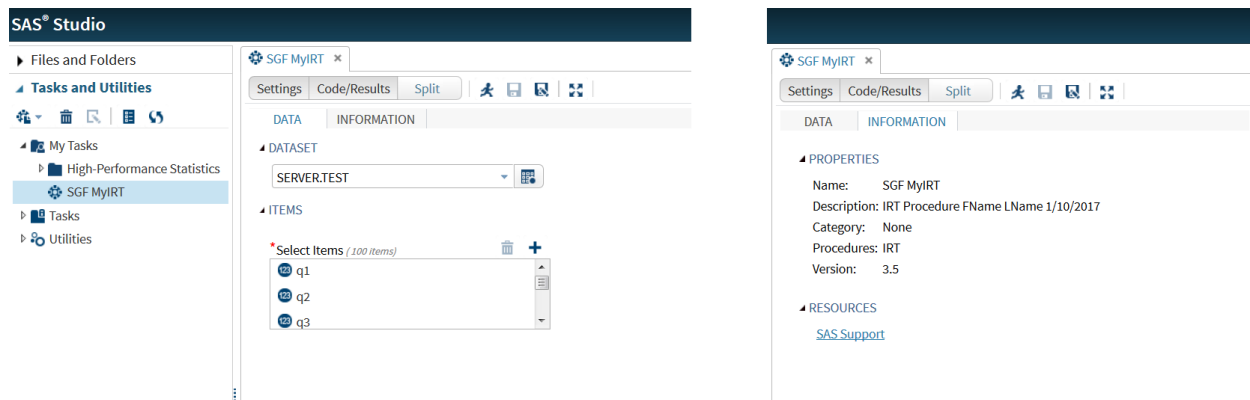 SAS® Studio
Files and Folders
Tasks and Utilities
My Tasks
High-Performance Statistics
SGF MyIRT
Tasks
Utilities
SGF MyIRT ×
Settings Code/Results Split
DATA INFORMATION
DATASET
SERVER.TEST
ITEMS
*Select Items (100 items)
123 q1
123 q2
123 q3
SGF MyIRT ×
Settings Code/Results Split
DATA INFORMATION
PROPERTIES
Name: SGF MyIRT
Description: IRT Procedure FName LName 1/10/2017
Category: None
Procedures: IRT
Version: 3.5
RESOURCES
SAS Support